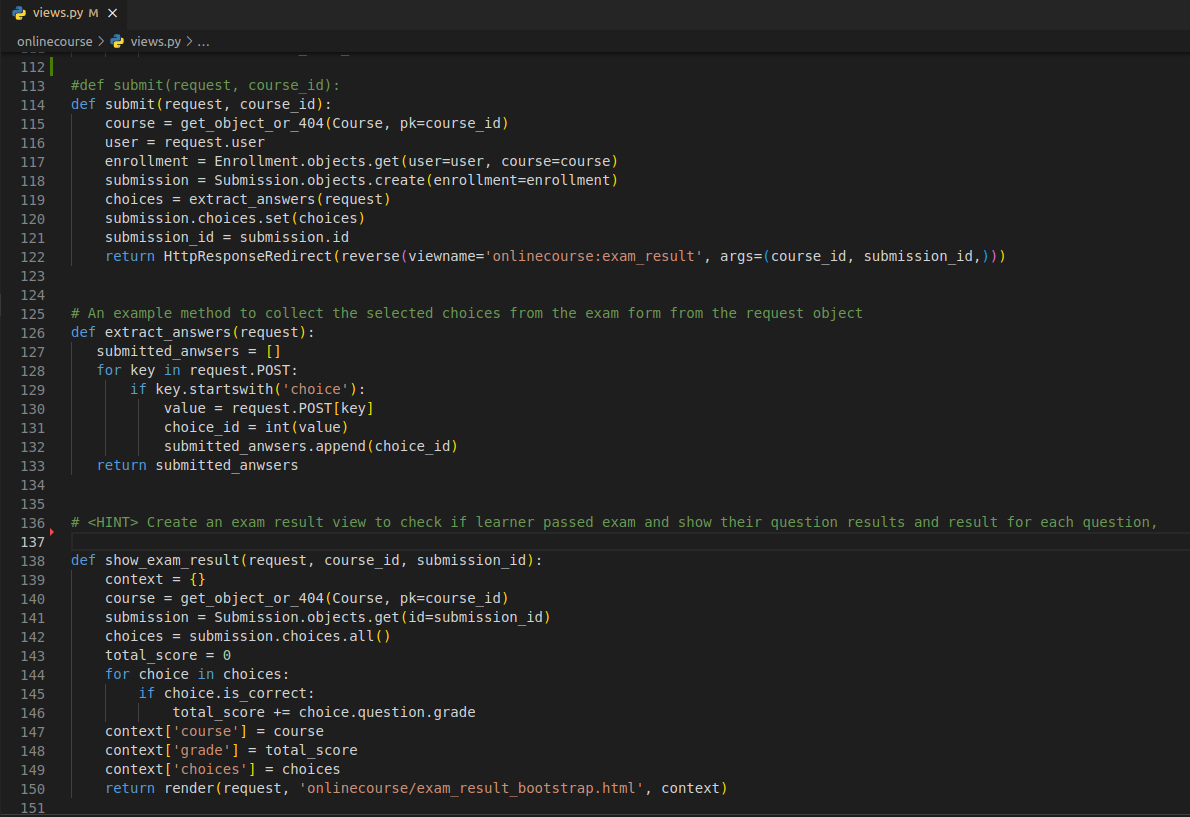 views.py M ×
onlinecourse > views.py > ...
112
113 #def submit(request, course_id):
114 def submit(request, course_id):
115     course = get_object_or_404(Course, pk=course_id)
116     user = request.user
117     enrollment = Enrollment.objects.get(user=user, course=course)
118     submission = Submission.objects.create(enrollment=enrollment)
119     choices = extract_answers(request)
120     submission.choices.set(choices)
121     submission_id = submission.id
122     return HttpResponseRedirect(reverse(viewname='onlinecourse:exam_result', args=(course_id, submission_id,)))
123
124
125 # An example method to collect the selected choices from the exam form from the request object
126 def extract_answers(request):
127    submitted_anwsers = []
128    for key in request.POST:
129        if key.startswith('choice'):
130            value = request.POST[key]
131            choice_id = int(value)
132            submitted_anwsers.append(choice_id)
133    return submitted_anwsers
134
135
136 # <HINT> Create an exam result view to check if learner passed exam and show their question results and result for each question,
137
138 def show_exam_result(request, course_id, submission_id):
139     context = {}
140     course = get_object_or_404(Course, pk=course_id)
141     submission = Submission.objects.get(id=submission_id)
142     choices = submission.choices.all()
143     total_score = 0
144     for choice in choices:
145         if choice.is_correct:
146             total_score += choice.question.grade
147     context['course'] = course
148     context['grade'] = total_score
149     context['choices'] = choices
150     return render(request, 'onlinecourse/exam_result_bootstrap.html', context)
151